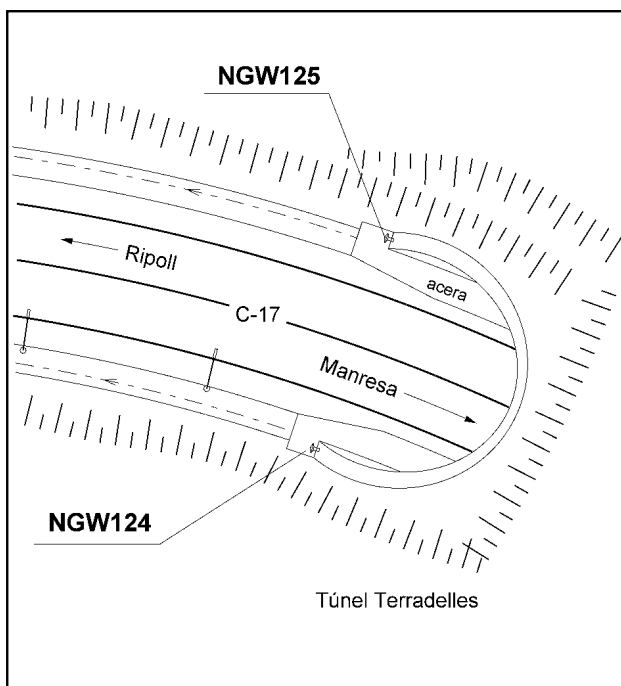 NGW125
Ripoll
acera
C-17
Manresa
NGW124
Túnel Terradelles